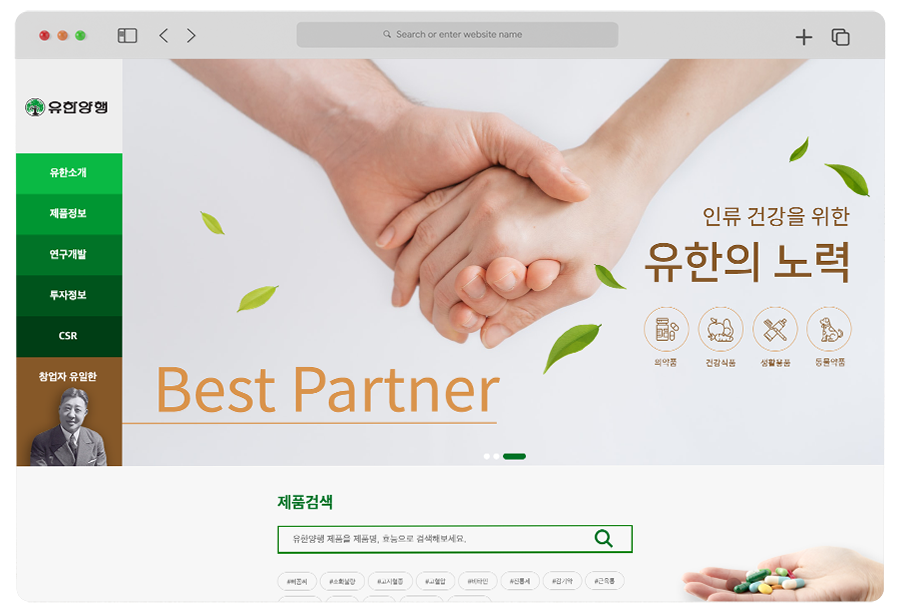 Search or enter website name
유한양행
유한소개
제품정보
연구개발
투자정보
CSR
창업자 유일한
인류 건강을 위한
유한의 노력
의약품
건강식품
생활용품
동물약품
Best Partner
제품검색
유한양행 제품을 제품명, 효능으로 검색해보세요.
#삐콤씨 #소화불량 #고지혈증 #고혈압 #비타민 #진통제 #감기약 #근육통